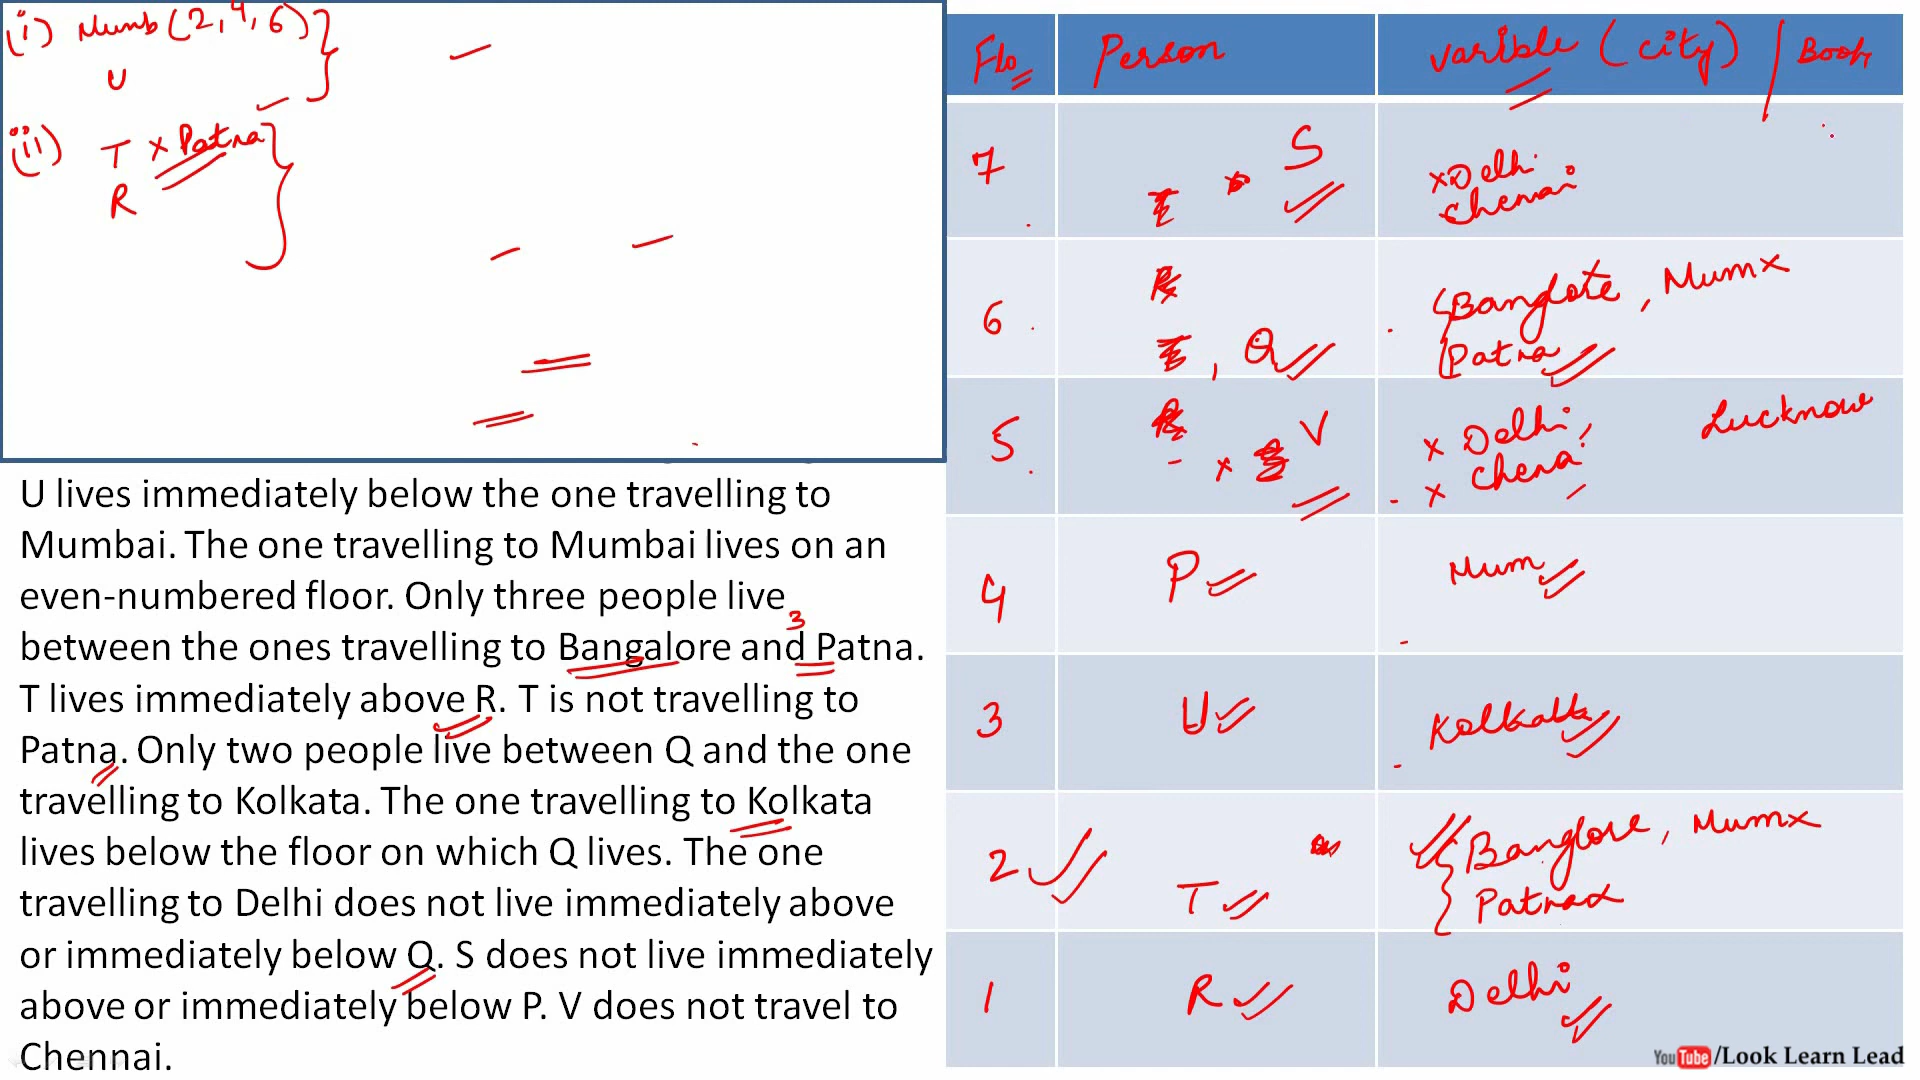 (i) Mumb (2, 4, 6)
U
(ii) T × Patna
R
U lives immediately below the one travelling to
Mumbai. The one travelling to Mumbai lives on an
even-numbered floor. Only three people live
3
between the ones travelling to Bangalore and Patna.
T lives immediately above R. T is not travelling to
Patna. Only two people live between Q and the one
travelling to Kolkata. The one travelling to Kolkata
lives below the floor on which Q lives. The one
travelling to Delhi does not live immediately above
or immediately below Q. S does not live immediately
above or immediately below P. V does not travel to
Chennai.
Flo Person Varible (city) / Book
7 S ×Delhi
Chennai
6 Q Banglore, Mum×
Patna
5 V × Delhi, Lucknow
× Chena
4 P Mum
3 U Kolkatta
2 T Banglore, Mum×
Patna×
1 R Delhi
YouTube/Look Learn Lead